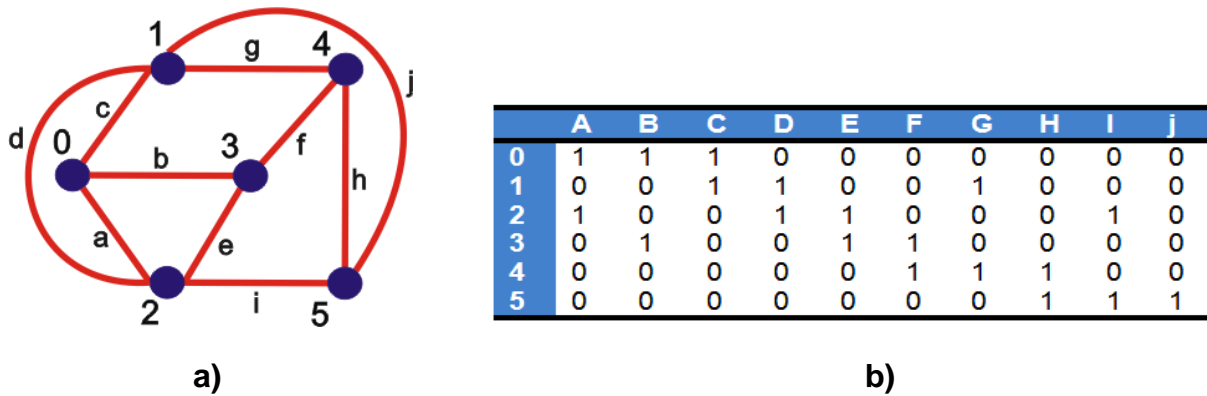 1
g
4
j
c
d
0
b
3
f
h
a
e
2
i
5
a)
A B C D E F G H I j
0 1 1 1 0 0 0 0 0 0 0
1 0 0 1 1 0 0 1 0 0 0
2 1 0 0 1 1 0 0 0 1 0
3 0 1 0 0 1 1 0 0 0 0
4 0 0 0 0 0 1 1 1 0 0
5 0 0 0 0 0 0 0 1 1 1
b)